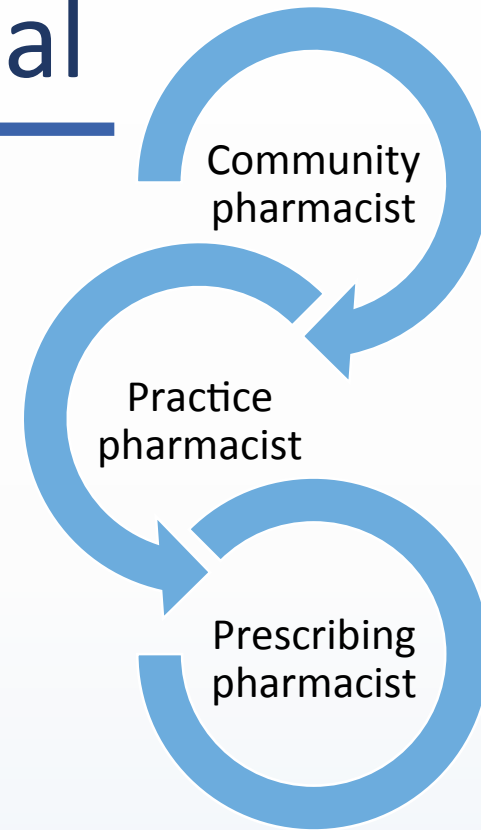 al
Community
pharmacist
Practice
pharmacist
Prescribing
pharmacist